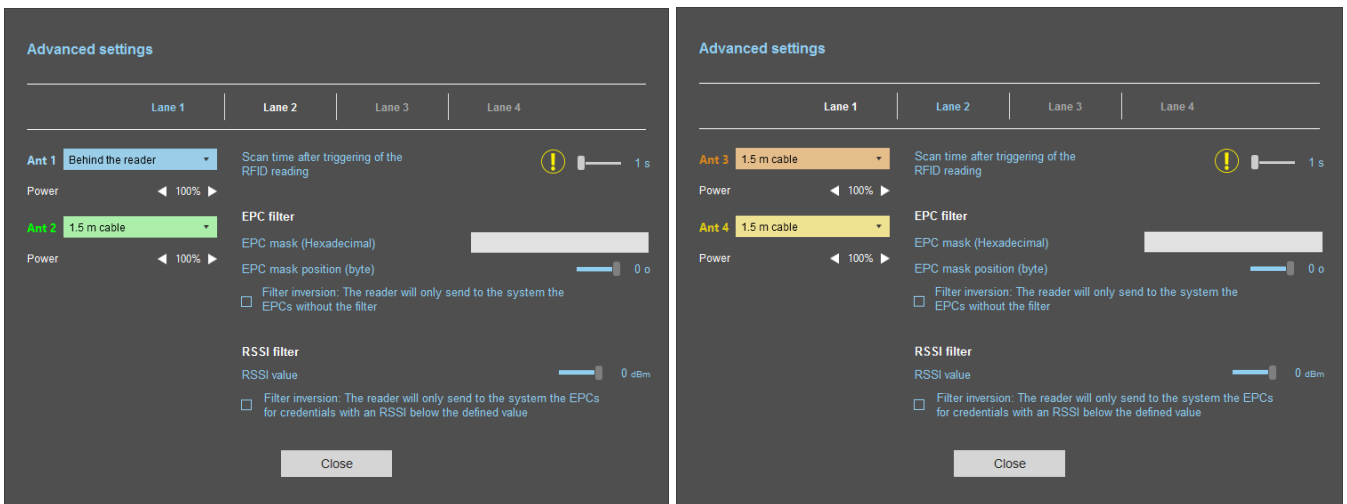 Advanced settings
Lane 1 Lane 2 Lane 3 Lane 4
Ant 1 Behind the reader
Power 100%
Ant 2 1.5 m cable
Power 100%
Scan time after triggering of the
RFID reading
! 1 s
EPC filter
EPC mask (Hexadecimal)
EPC mask position (byte) 0 o
Filter inversion: The reader will only send to the system the
EPCs without the filter
RSSI filter
RSSI value 0 dBm
Filter inversion: The reader will only send to the system the EPCs
for credentials with an RSSI below the defined value
Close
Advanced settings
Lane 1 Lane 2 Lane 3 Lane 4
Ant 3 1.5 m cable
Power 100%
Ant 4 1.5 m cable
Power 100%
Scan time after triggering of the
RFID reading
! 1 s
EPC filter
EPC mask (Hexadecimal)
EPC mask position (byte) 0 o
Filter inversion: The reader will only send to the system the
EPCs without the filter
RSSI filter
RSSI value 0 dBm
Filter inversion: The reader will only send to the system the EPCs
for credentials with an RSSI below the defined value
Close